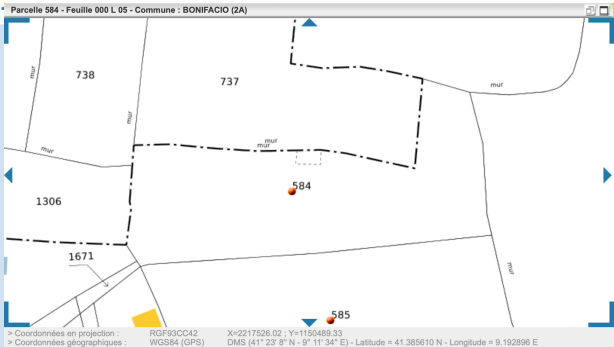 Parcelle 584 - Feuille 000 L 05 - Commune : BONIFACIO (2A)
738
737
mur
mur
mur
mur
mur
mur
584
1306
1671
mur
585
> Coordonnées en projection : RGF93CC42 X=2217526.02 ; Y=1150489.33
> Coordonnées géographiques : WGS84 (GPS) DMS (41° 23' 8" N - 9° 11' 34" E) - Latitude = 41.385610 N - Longitude = 9.192896 E